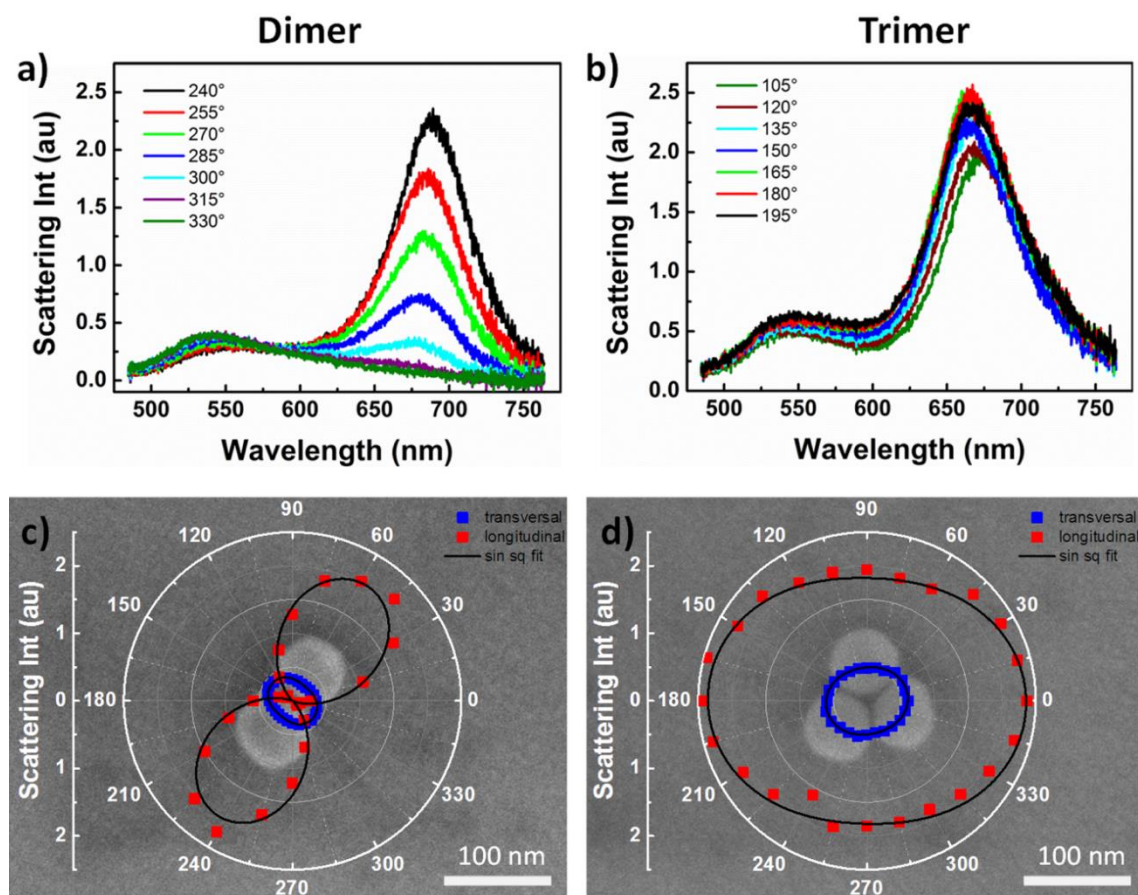 Dimer
Trimer
a)
240°
255°
270°
285°
300°
315°
330°
2.5
2.0
1.5
1.0
0.5
0.0
Scattering Int (au)
500 550 600 650 700 750
Wavelength (nm)
b)
105°
120°
135°
150°
165°
180°
195°
2.5
2.0
1.5
1.0
0.5
0.0
Scattering Int (au)
500 550 600 650 700 750
Wavelength (nm)
c)
transversal
longitudinal
sin sq fit
90
120 60
150 30
180 0
210 330
240 300
270
2
1
0
1
2
Scattering Int (au)
100 nm
d)
transversal
longitudinal
sin sq fit
90
120 60
150 30
180 0
210 330
240 300
270
2
1
0
1
2
Scattering Int (au)
100 nm